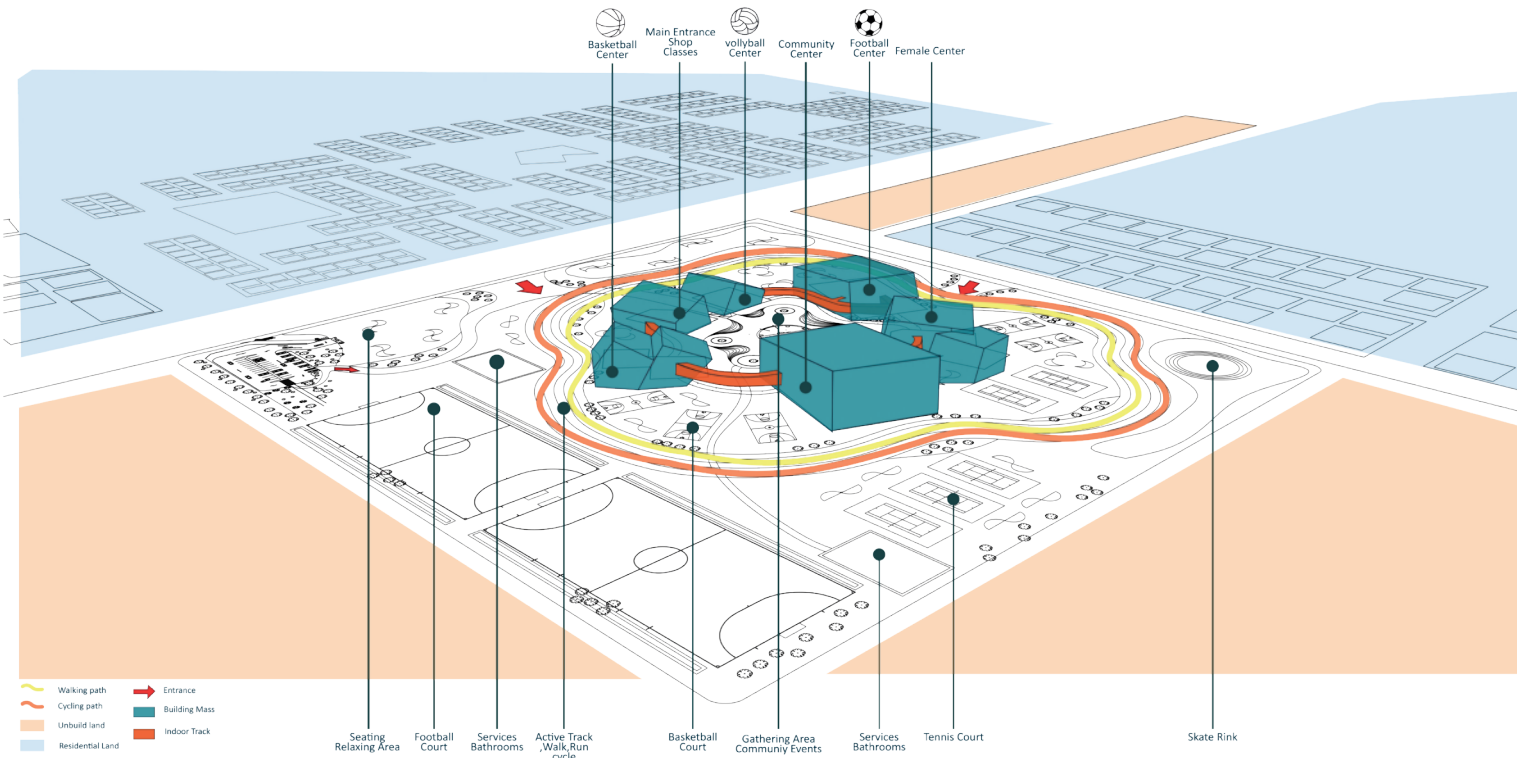 Basketball
Center
Main Entrance
Shop
Classes
vollyball
Center
Community
Center
Football
Center
Female Center
Walking path
Cycling path
Unbuild land
Residential Land
Entrance
Building Mass
Indoor Track
Seating
Relaxing Area
Football
Court
Services
Bathrooms
Active Track
,Walk,Run
cycle
Basketball
Court
Gathering Area
Communiy Events
Services
Bathrooms
Tennis Court
Skate Rink